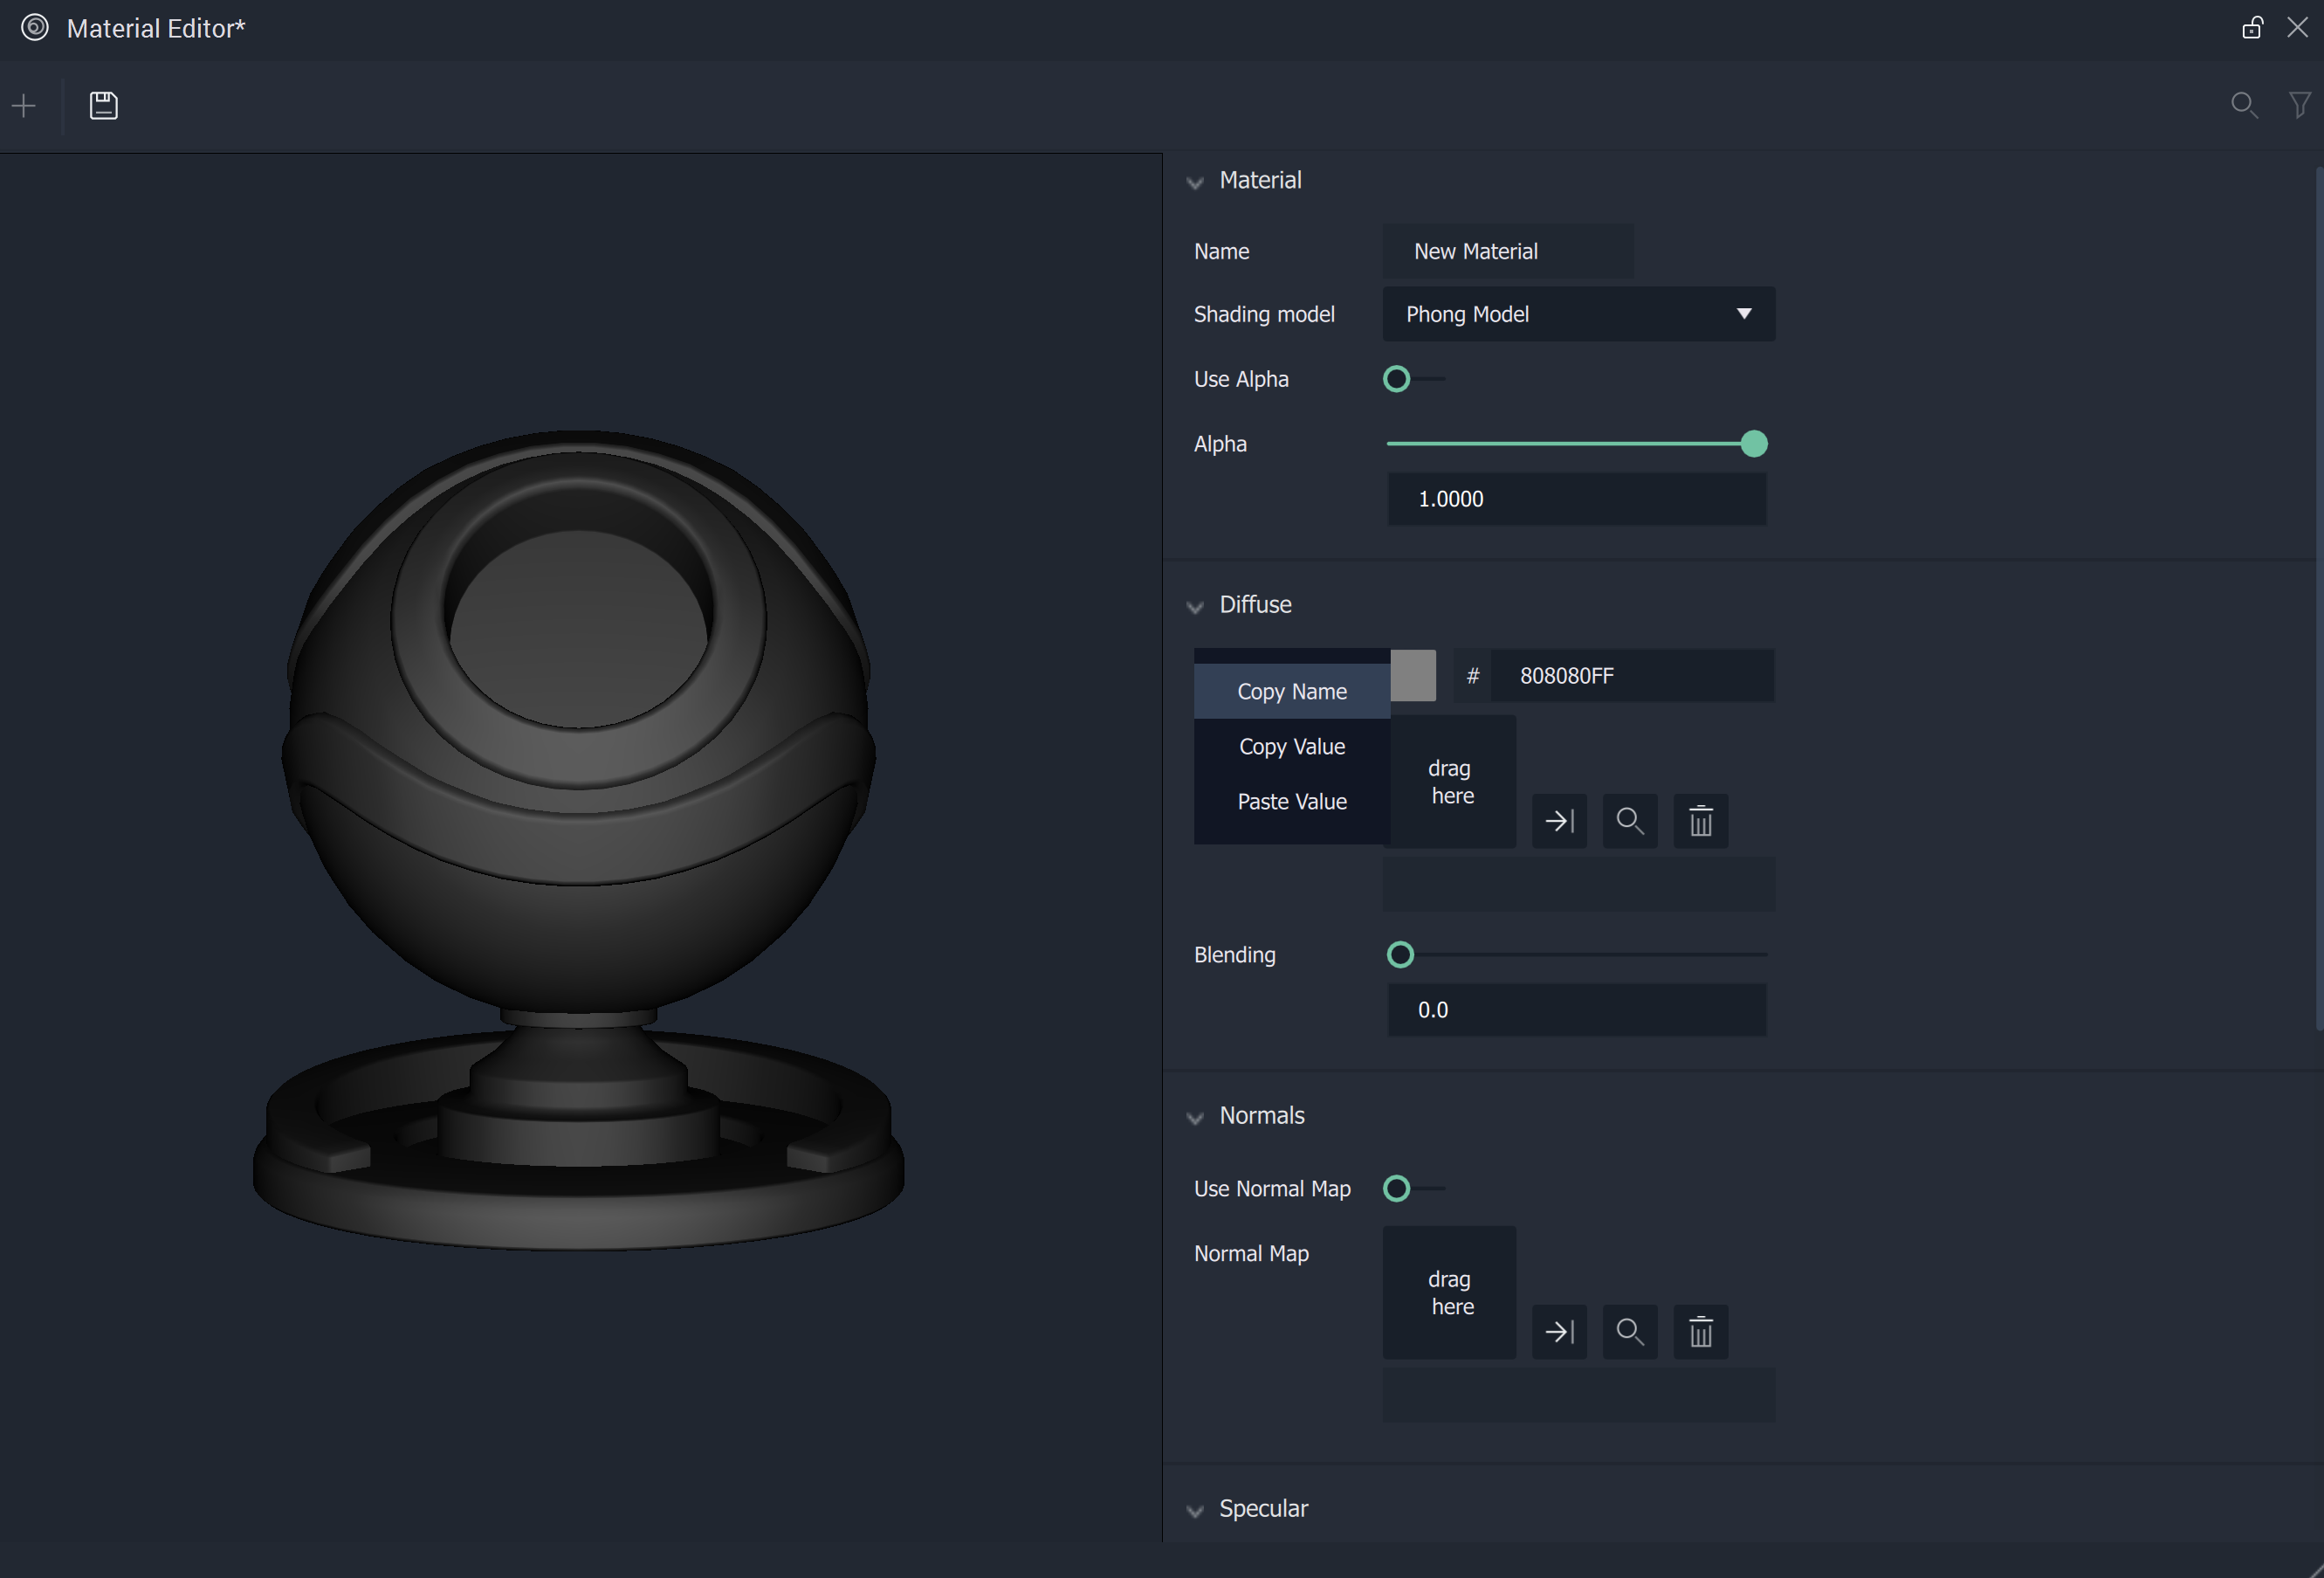 Material Editor*
Material
Name
New Material
Shading model
Phong Model
Use Alpha
Alpha
1.0000
Diffuse
Copy Name
# 808080FF
Copy Value
Paste Value
drag
here
Blending
0.0
Normals
Use Normal Map
Normal Map
drag
here
Specular